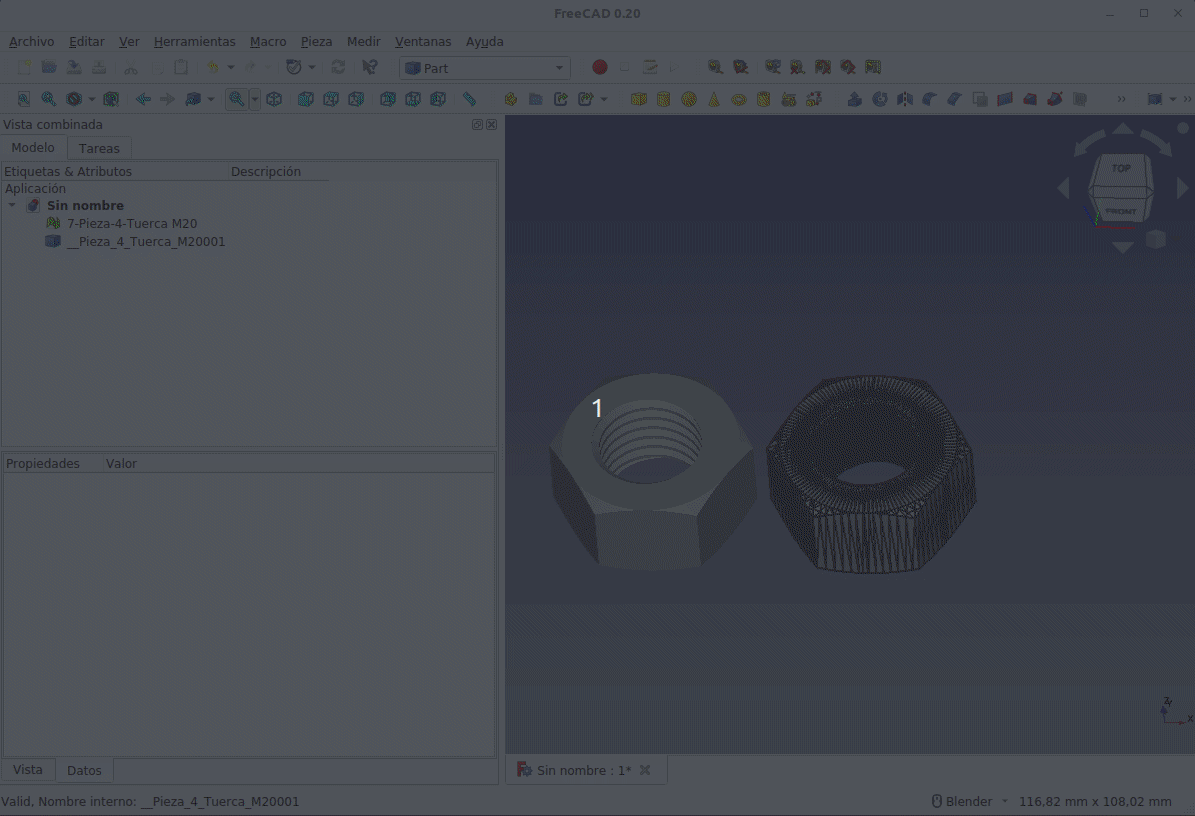 FreeCAD 0.20
Archivo Editar Ver Herramientas Macro Pieza Medir Ventanas Ayuda
Part
Vista combinada
Modelo Tareas
Etiquetas & Atributos Descripción
Aplicación
Sin nombre
7-Pieza-4-Tuerca M20
__Pieza_4_Tuerca_M20001
Propiedades Valor
Vista Datos
TOP
FRONT
1
Z
X
Sin nombre : 1*
Valid, Nombre interno: __Pieza_4_Tuerca_M20001
Blender 116,82 mm x 108,02 mm